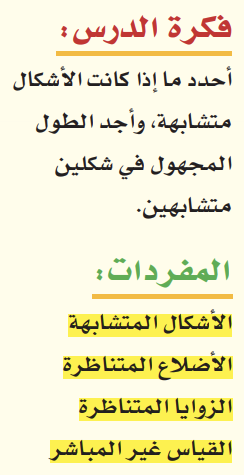 فكرة الدرس:
أحدد ما إذا كانت الأشكال
متشابهة، وأجد الطول
المجهول في شكلين
متشابهين.
المفردات:
الأشكال المتشابهة
الأضلاع المتناظرة
الزوايا المتناظرة
القياس غير المباشر